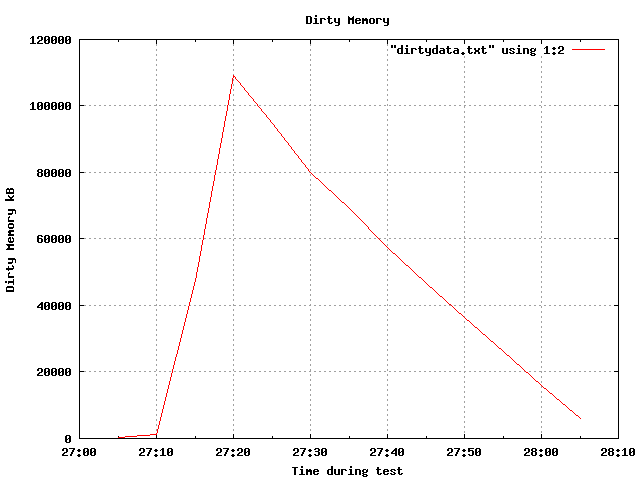 Dirty Memory
"dirtydata.txt" using 1:2
120000
100000
80000
60000
40000
20000
0
Dirty Memory kB
27:00 27:10 27:20 27:30 27:40 27:50 28:00 28:10
Time during test